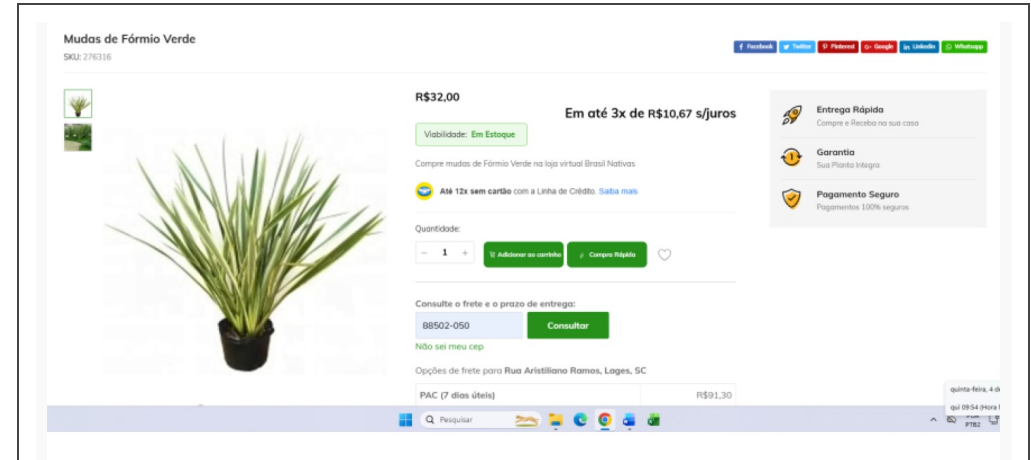 Mudas de Fórmio Verde
SKU: 276316
Facebook
Twitter
Pinterest
Google
Linkedin
Whatsapp
R$32,00
Em até 3x de R$10,67 s/juros
Viabilidade: Em Estoque
Compre mudas de Fórmio Verde na loja virtual Brasil Nativas
Até 12x sem cartão com a Linha de Crédito. Saiba mais
Quantidade:
− 1 +
Adicionar ao carrinho
Compra Rápida
Consulte o frete e o prazo de entrega:
88502-050
Consultar
Não sei meu cep
Opções de frete para Rua Aristiliano Ramos, Lages, SC
PAC (7 dias úteis) R$91,30
Entrega Rápida
Compre e Receba na sua casa
Garantia
Sua Planta Integra
Pagamento Seguro
Pagamentos 100% seguros
quinta-feira, 4 de
qui 09:54 (Hora
Pesquisar
PTB2